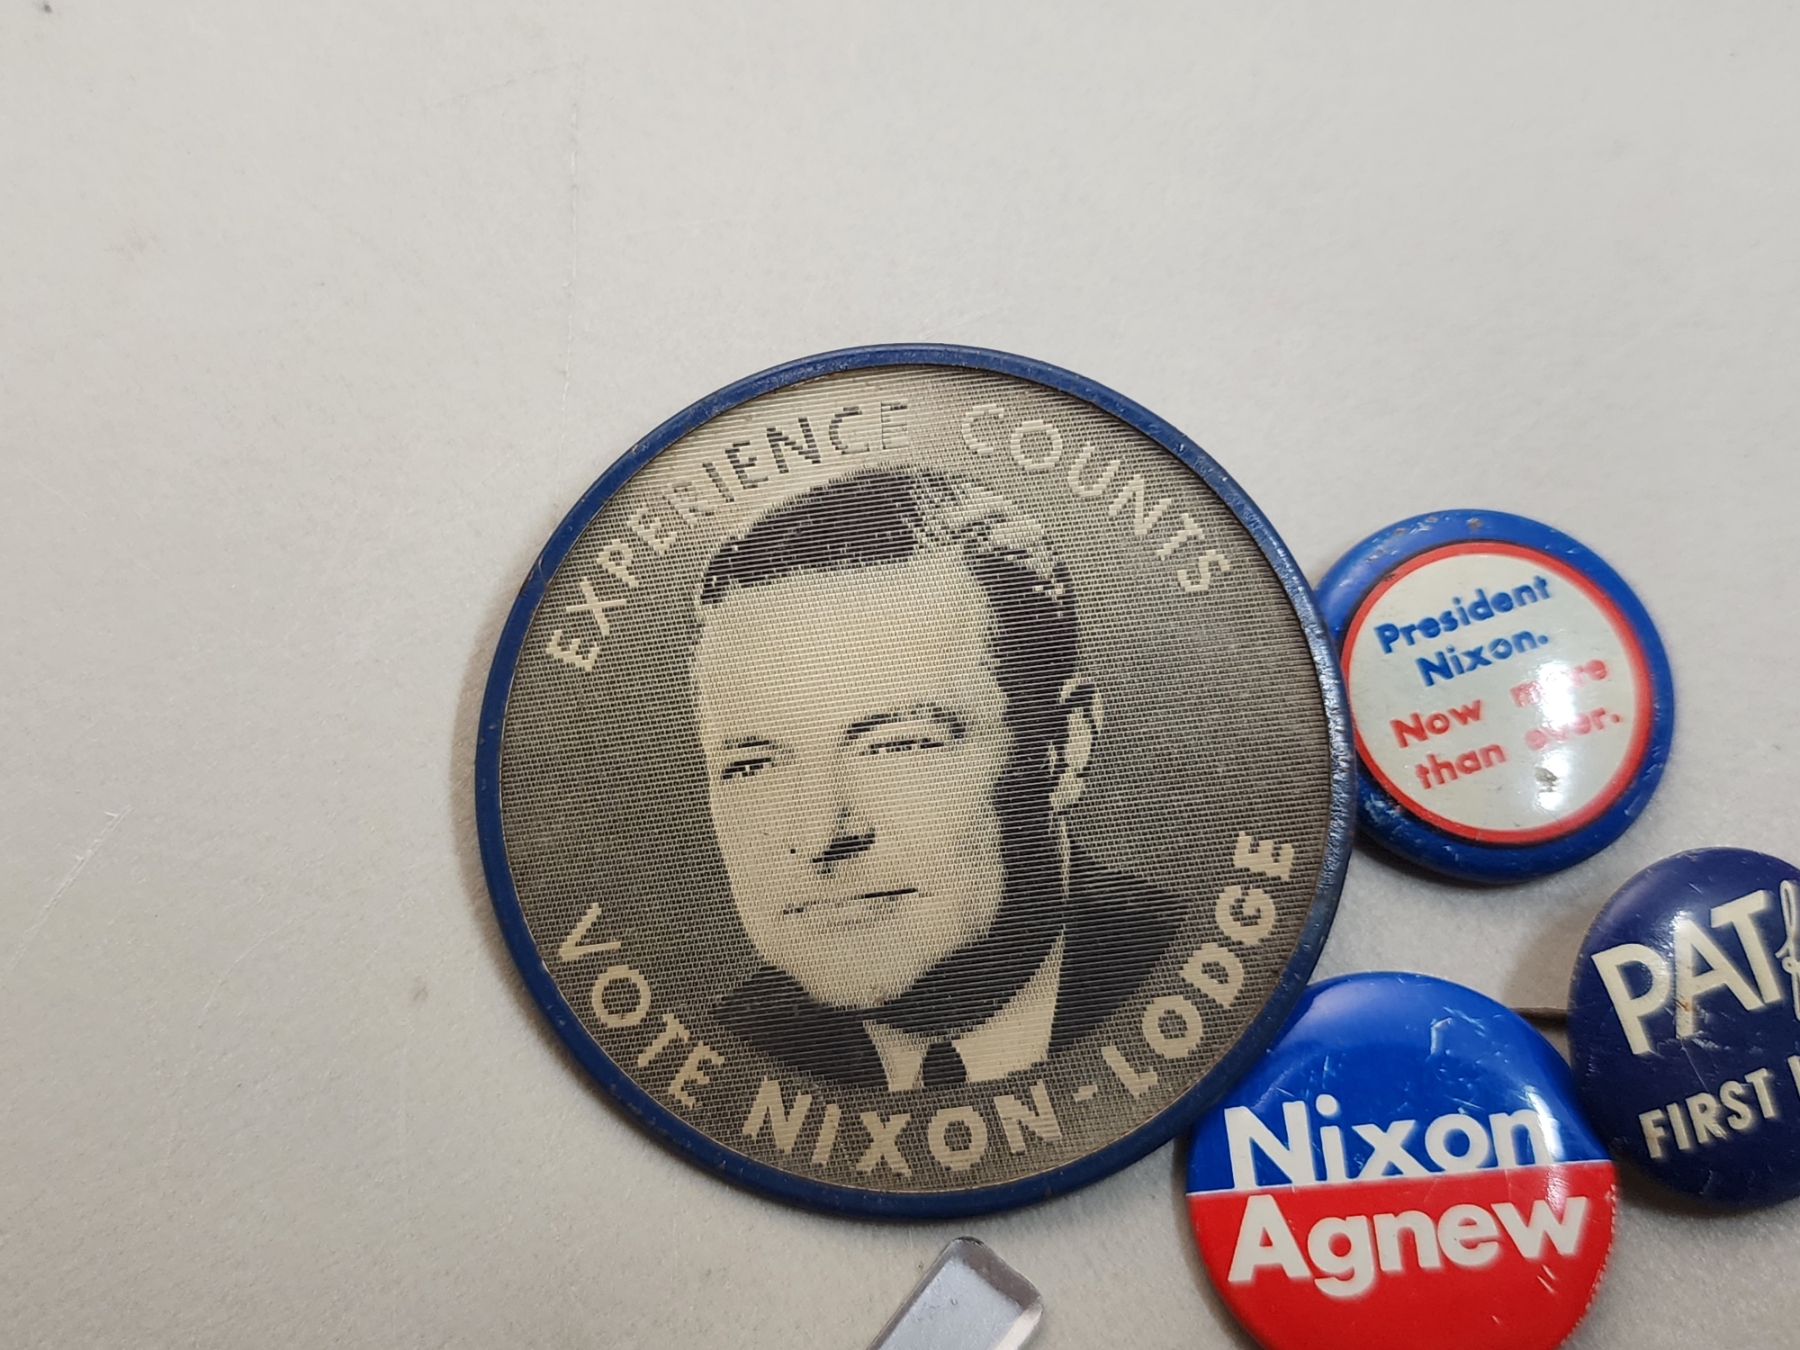 EXPERIENCE COUNTS
VOTE NIXON-LODGE
President
Nixon.
Now more
than ever.
PAT
FIRST
Nixon
Agnew